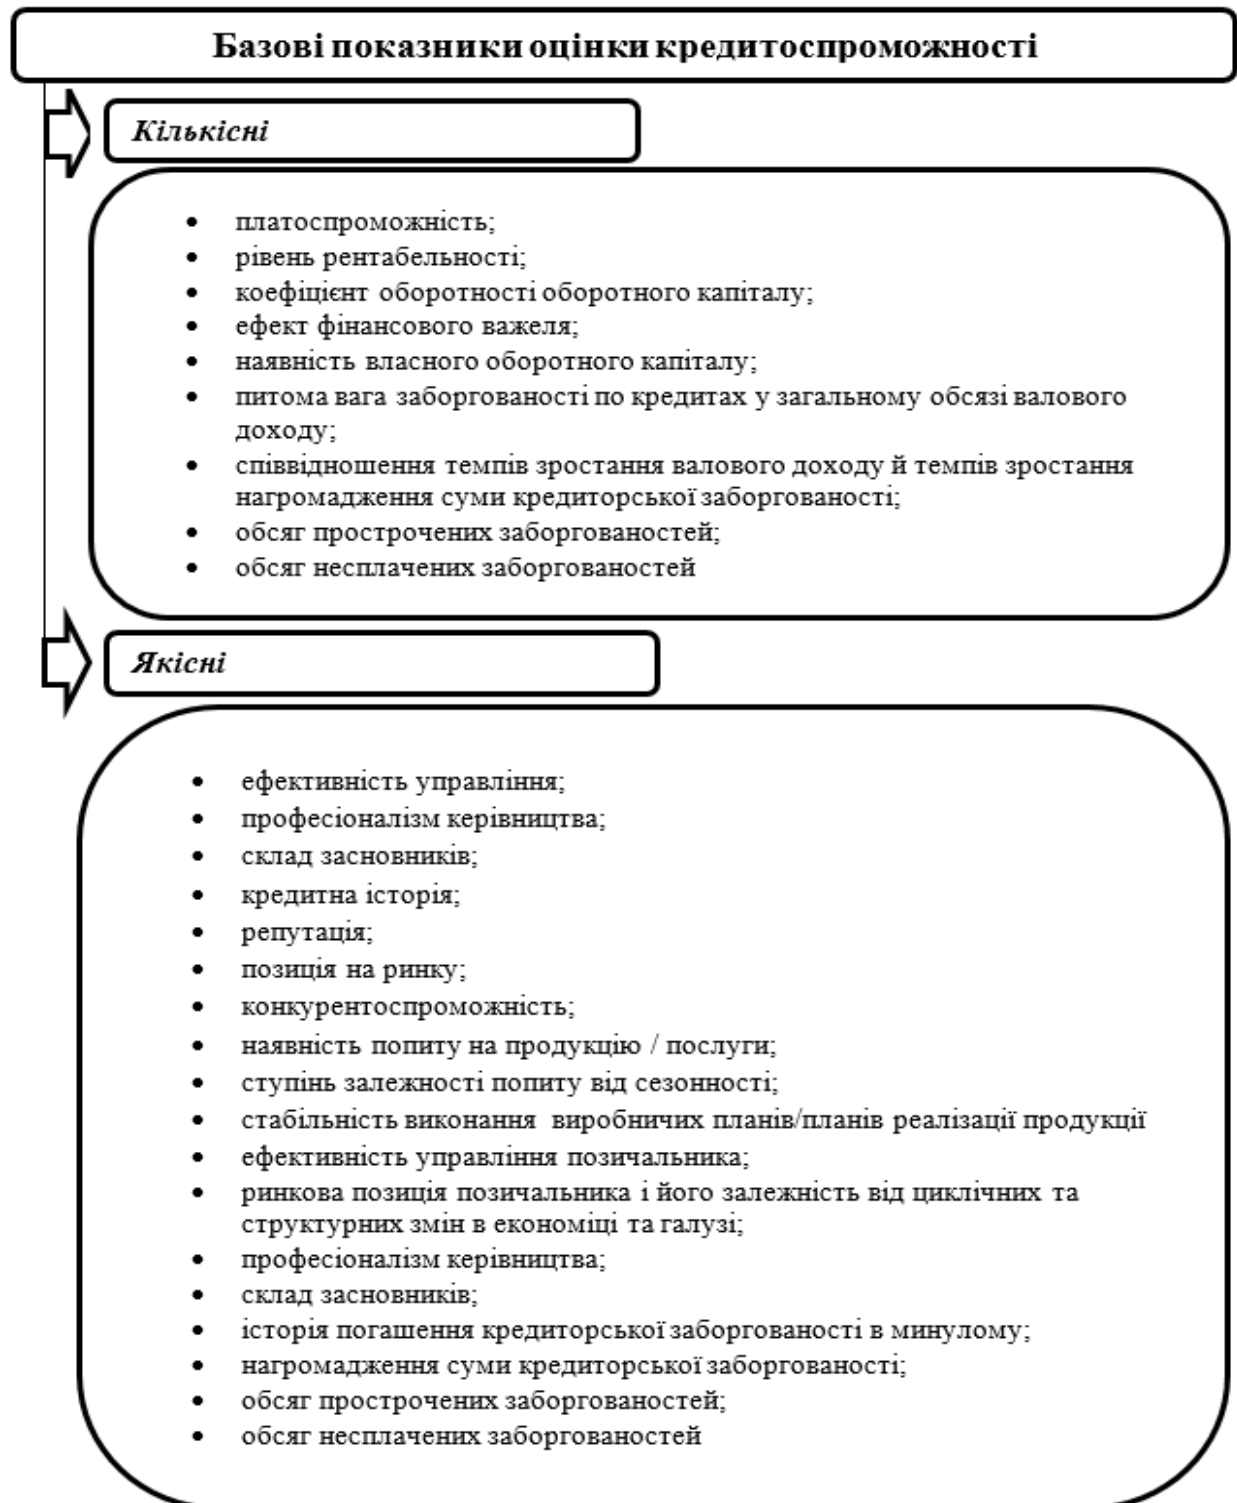 Базові показники оцінки кредитоспроможності
Кількісні
• платоспроможність;
• рівень рентабельності;
• коефіцієнт оборотності оборотного капіталу;
• ефект фінансового важеля;
• наявність власного оборотного капіталу;
• питома вага заборгованості по кредитах у загальному обсязі валового
доходу;
• співвідношення темпів зростання валового доходу й темпів зростання
нагромадження суми кредиторської заборгованості;
• обсяг прострочених заборгованостей;
• обсяг несплачених заборгованостей
Якісні
• ефективність управління;
• професіоналізм керівництва;
• склад засновників;
• кредитна історія;
• репутація;
• позиція на ринку;
• конкурентоспроможність;
• наявність попиту на продукцію / послуги;
• ступінь залежності попиту від сезонності;
• стабільність виконання виробничих планів/планів реалізації продукції
• ефективність управління позичальника;
• ринкова позиція позичальника і його залежність від циклічних та
структурних змін в економіці та галузі;
• професіоналізм керівництва;
• склад засновників;
• історія погашення кредиторської заборгованості в минулому;
• нагромадження суми кредиторської заборгованості;
• обсяг прострочених заборгованостей;
• обсяг несплачених заборгованостей